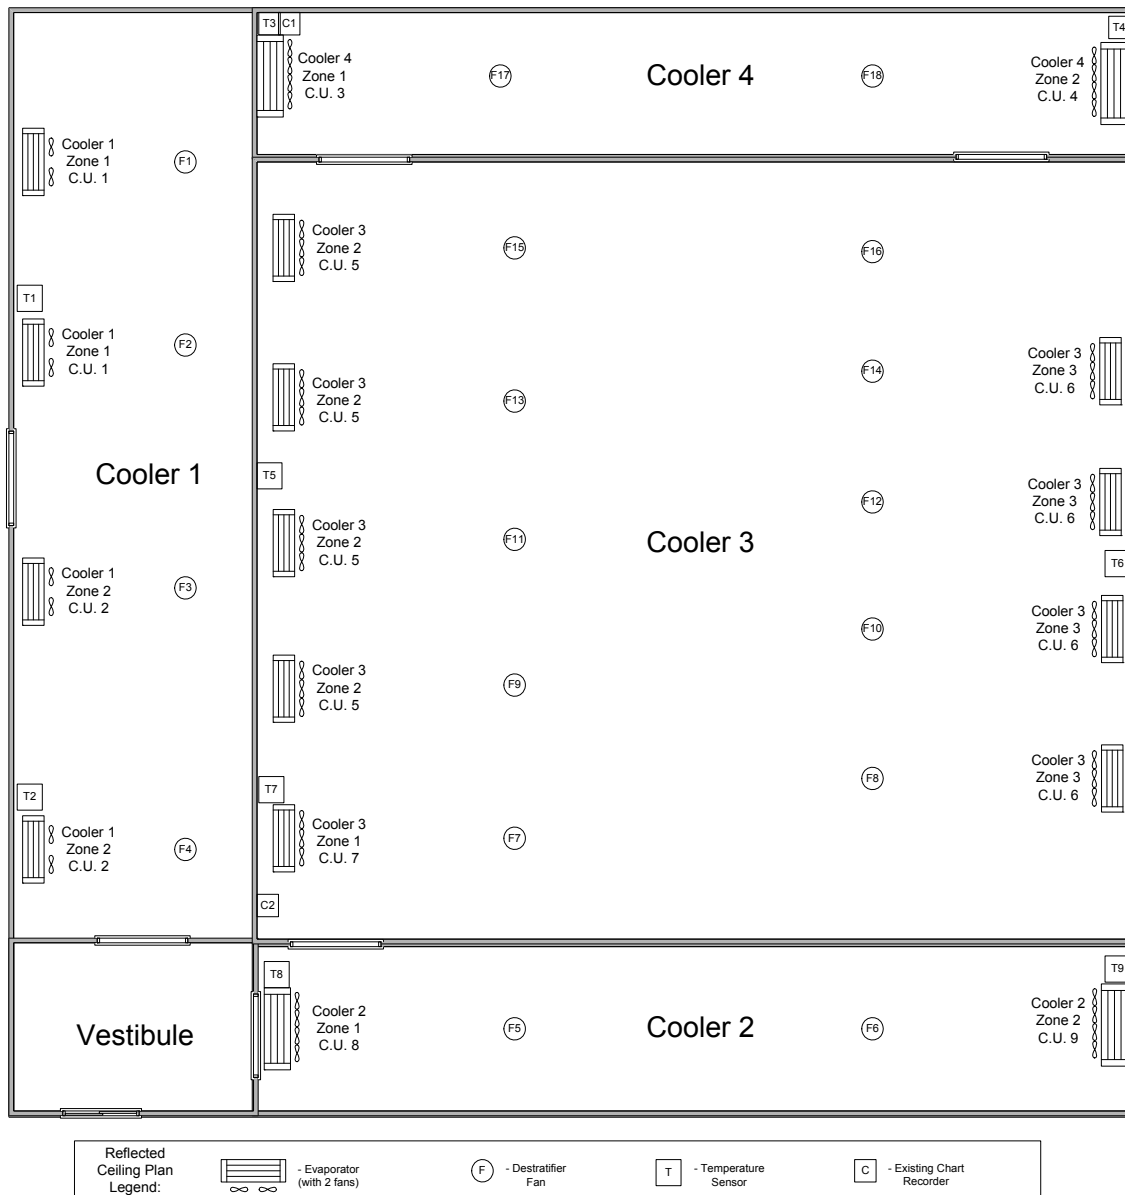 T3 C1
T4
Cooler 4
Zone 1
C.U. 3
F17
Cooler 4
F18
Cooler 4
Zone 2
C.U. 4
Cooler 1
Zone 1
C.U. 1
F1
Cooler 3
Zone 2
C.U. 5
F15
F16
T1
Cooler 1
Zone 1
C.U. 1
F2
Cooler 3
Zone 2
C.U. 5
F13
F14
Cooler 3
Zone 3
C.U. 6
Cooler 1
T5
F12
Cooler 3
Zone 3
C.U. 6
Cooler 3
Zone 2
C.U. 5
F11
Cooler 3
T6
Cooler 1
Zone 2
C.U. 2
F3
F10
Cooler 3
Zone 3
C.U. 6
Cooler 3
Zone 2
C.U. 5
F9
T2
T7
F8
Cooler 3
Zone 3
C.U. 6
Cooler 1
Zone 2
C.U. 2
F4
Cooler 3
Zone 1
C.U. 7
F7
C2
T8
T9
Vestibule
Cooler 2
Zone 1
C.U. 8
F5
Cooler 2
F6
Cooler 2
Zone 2
C.U. 9
Reflected
Ceiling Plan
Legend:
- Evaporator
(with 2 fans)
F
- Destratifier
Fan
T
- Temperature
Sensor
C
- Existing Chart
Recorder